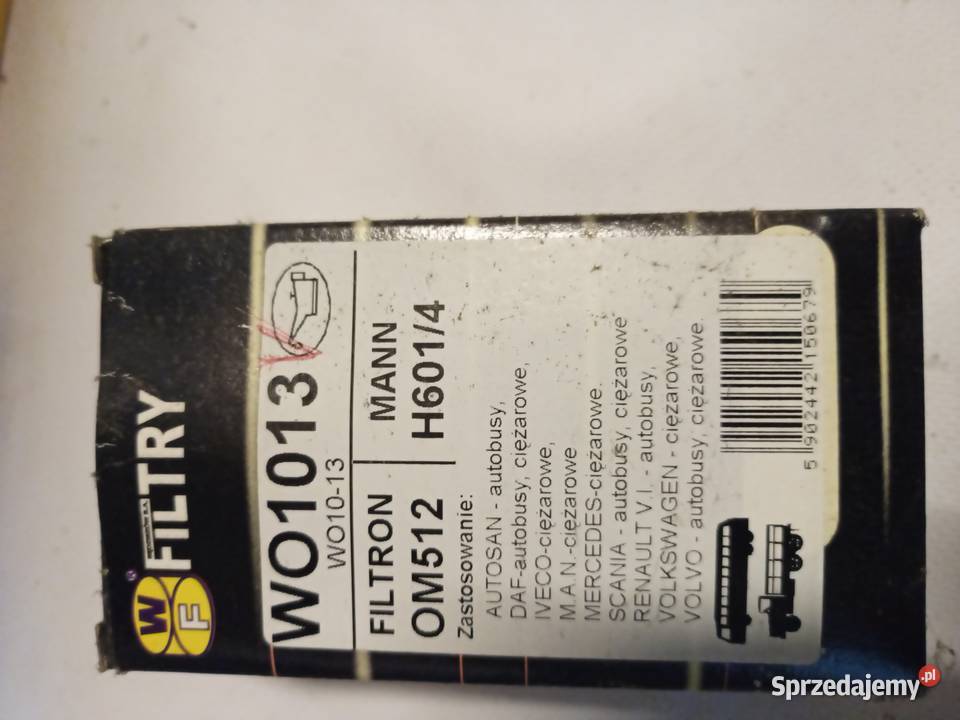 WF
®
FILTRY
WO1013
WO10-13
FILTRON MANN
OM512 H601/4
Zastosowanie:
AUTOSAN - autobusy,
DAF-autobusy, ciężarowe,
IVECO-ciężarowe,
M.A.N.-ciężarowe
MERCEDES-ciężarowe.
SCANIA - autobusy, ciężarowe
RENAULT V.I. - autobusy,
VOLKSWAGEN - ciężarowe,
VOLVO - autobusy, ciężarowe.
5 902442 150679
Sprzedajemy.pl